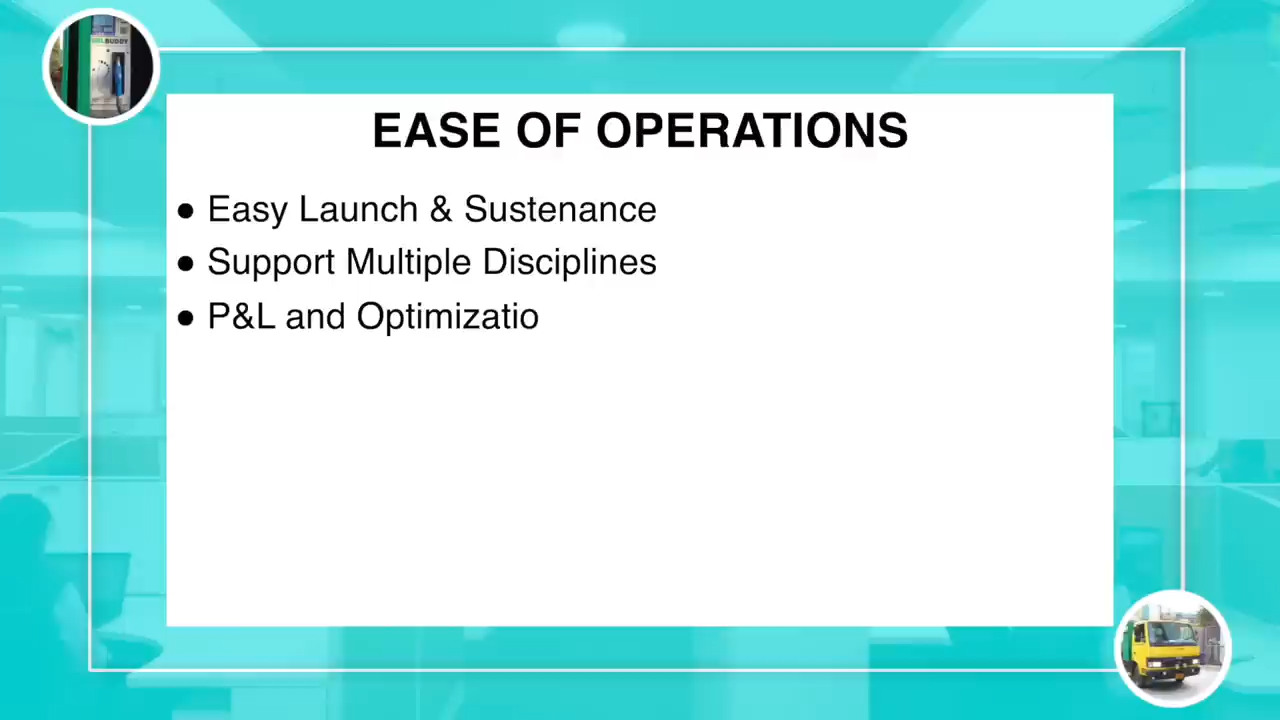 EASE OF OPERATIONS
● Easy Launch & Sustenance
● Support Multiple Disciplines
● P&L and Optimizatio